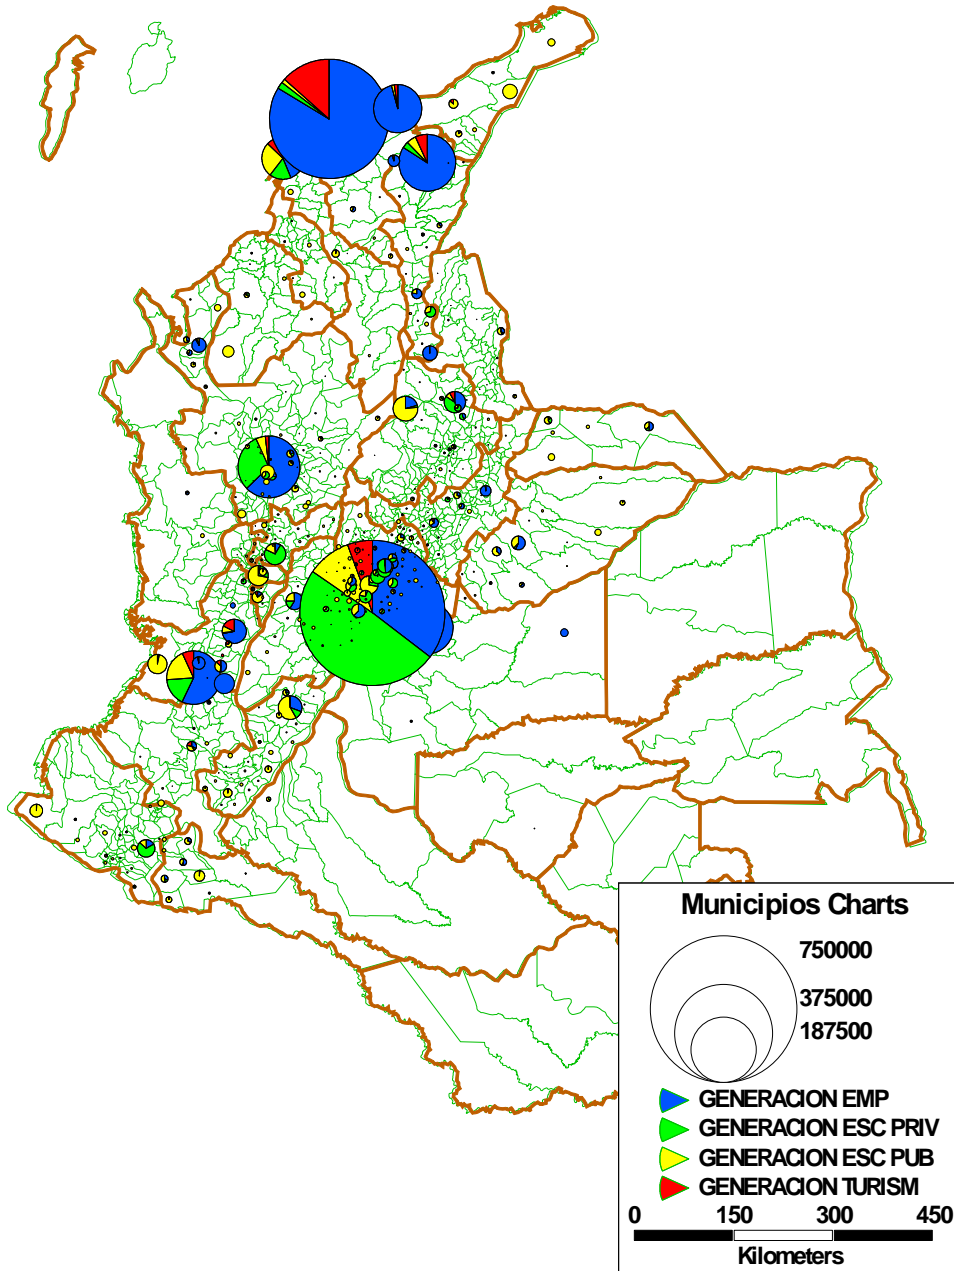 Municipios Charts
750000
375000
187500
GENERACION EMP
GENERACION ESC PRIV
GENERACION ESC PUB
GENERACION TURISM
0 150 300 450
Kilometers